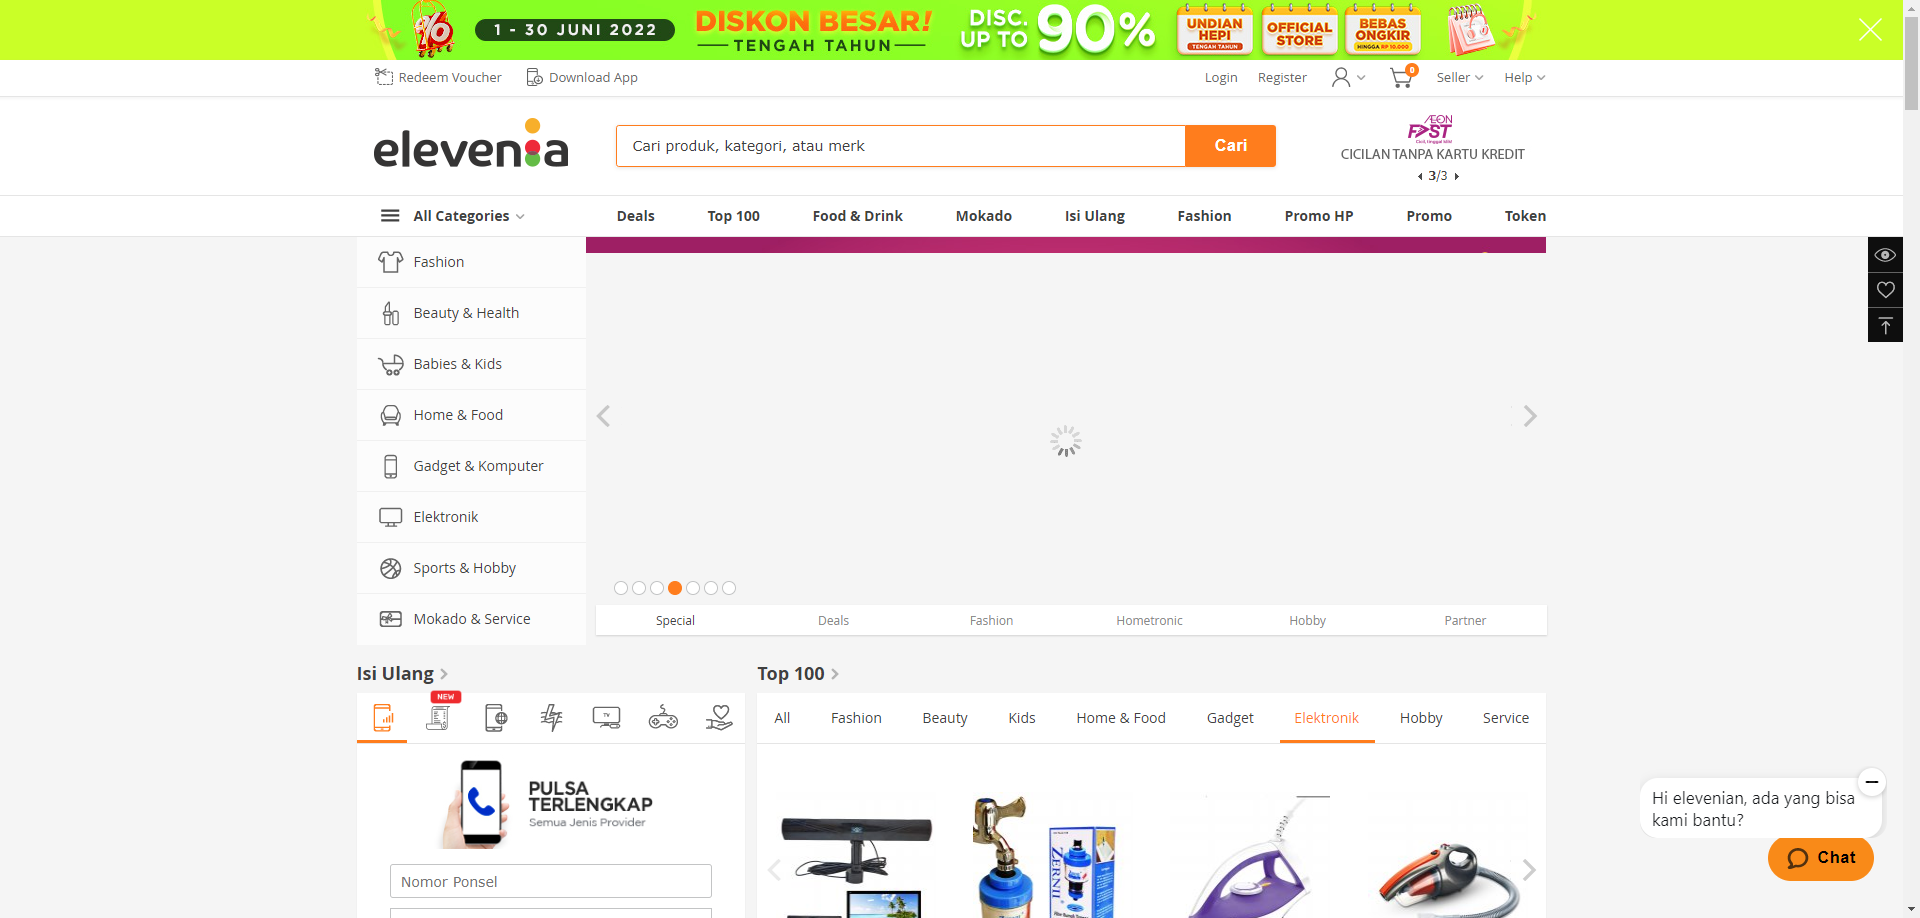 1 - 30 JUNI 2022
DISKON BESAR!
TENGAH TAHUN
DISC. UP TO 90%
UNDIAN HEPI
TENGAH TAHUN
OFFICIAL STORE
BEBAS ONGKIR
HINGGA RP 10.000
Redeem Voucher
Download App
Login
Register
0
Seller
Help
elevenia
Cari produk, kategori, atau merk
Cari
ÆON
FAST
CICILAN TANPA KARTU KREDIT
3/3
All Categories
Deals
Top 100
Food & Drink
Mokado
Isi Ulang
Fashion
Promo HP
Promo
Token
Fashion
Beauty & Health
Babies & Kids
Home & Food
Gadget & Komputer
Elektronik
Sports & Hobby
Mokado & Service
Special
Deals
Fashion
Hometronic
Hobby
Partner
Isi Ulang
NEW
TV
PULSA
TERLENGKAP
Semua Jenis Provider
Nomor Ponsel
Top 100
All
Fashion
Beauty
Kids
Home & Food
Gadget
Elektronik
Hobby
Service
ZERNII
Hi elevenian, ada yang bisa
kami bantu?
Chat